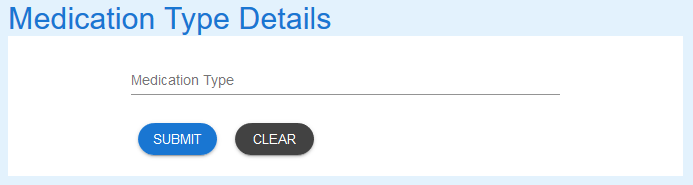 Medication Type Details
Medication Type
SUBMIT CLEAR